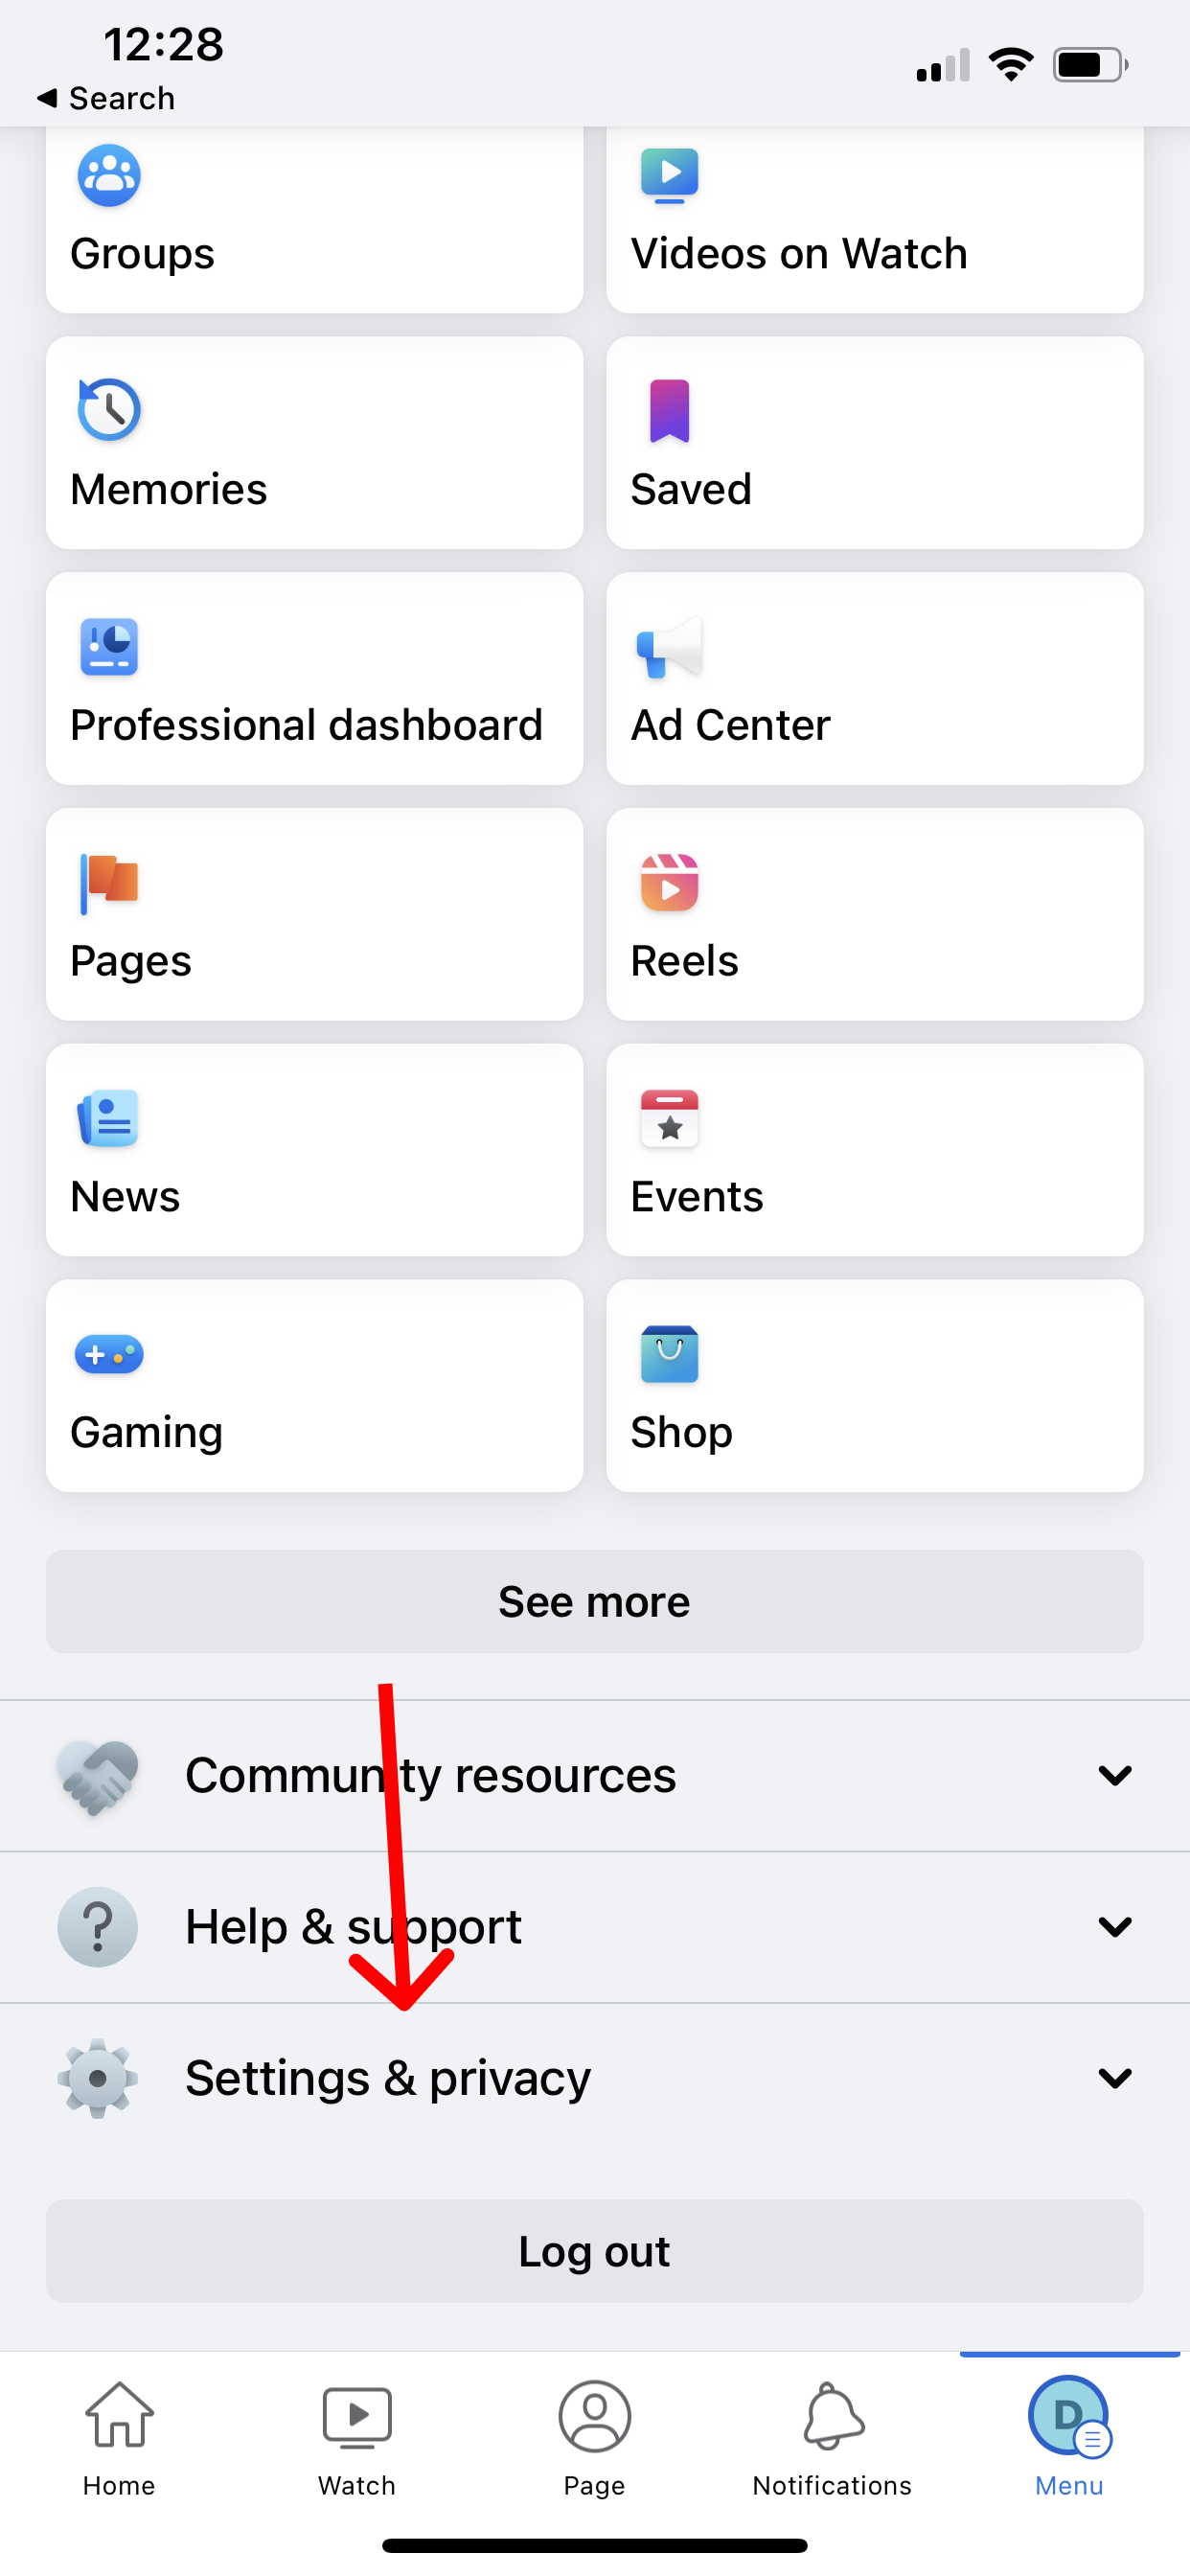 12:28
Search
Groups
Videos on Watch
Memories
Saved
Professional dashboard
Ad Center
Pages
Reels
News
Events
Gaming
Shop
See more
Community resources
Help & support
Settings & privacy
Log out
D
Home
Watch
Page
Notifications
Menu